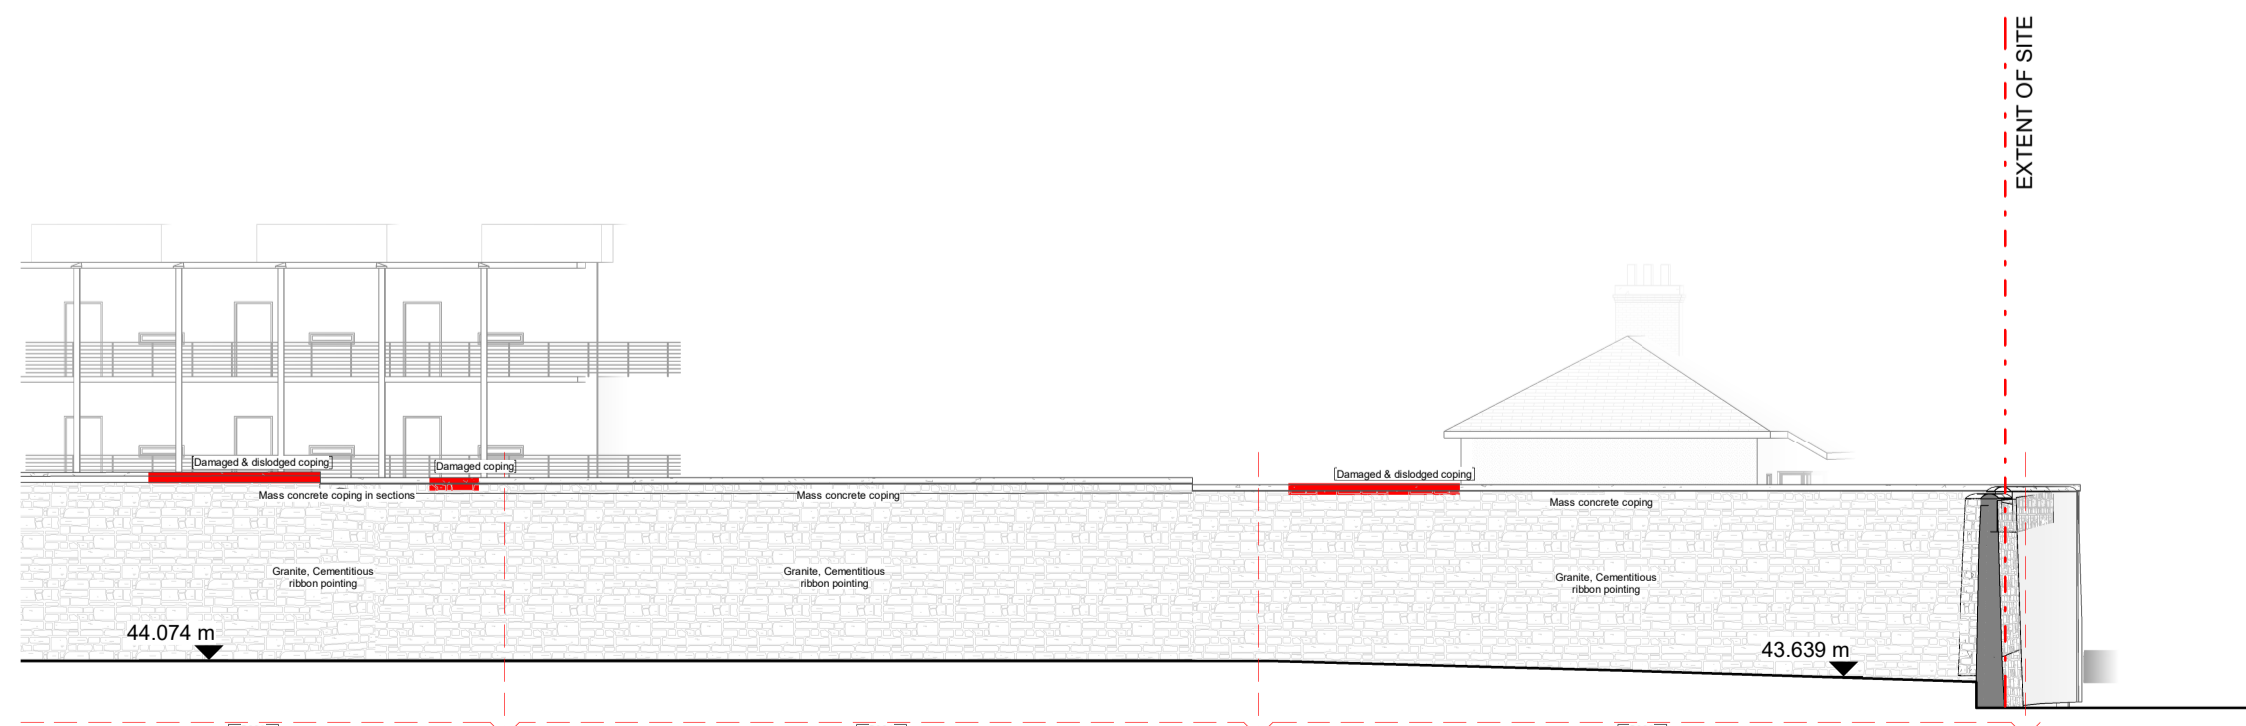 EXTENT OF SITE
[Damaged & dislodged coping]
[Damaged coping]
[Damaged & dislodged coping]
Mass concrete coping in sections
Mass concrete coping
Mass concrete coping
Granite, Cementitious
ribbon pointing
Granite, Cementitious
ribbon pointing
Granite, Cementitious
ribbon pointing
44.074 m
43.639 m